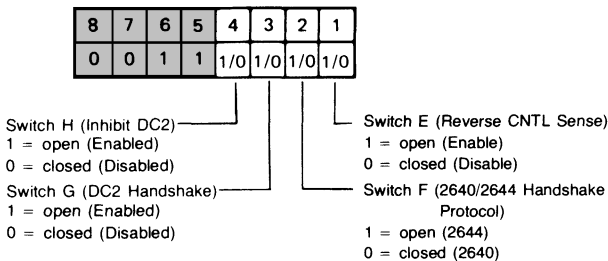 8 7 6 5 4 3 2 1
0 0 1 1 1/0 1/0 1/0 1/0
Switch H (Inhibit DC2)
1 = open (Enabled)
0 = closed (Disabled)
Switch G (DC2 Handshake)
1 = open (Enabled)
0 = closed (Disabled)
Switch E (Reverse CNTL Sense)
1 = open (Enable)
0 = closed (Disable)
Switch F (2640/2644 Handshake
Protocol)
1 = open (2644)
0 = closed (2640)